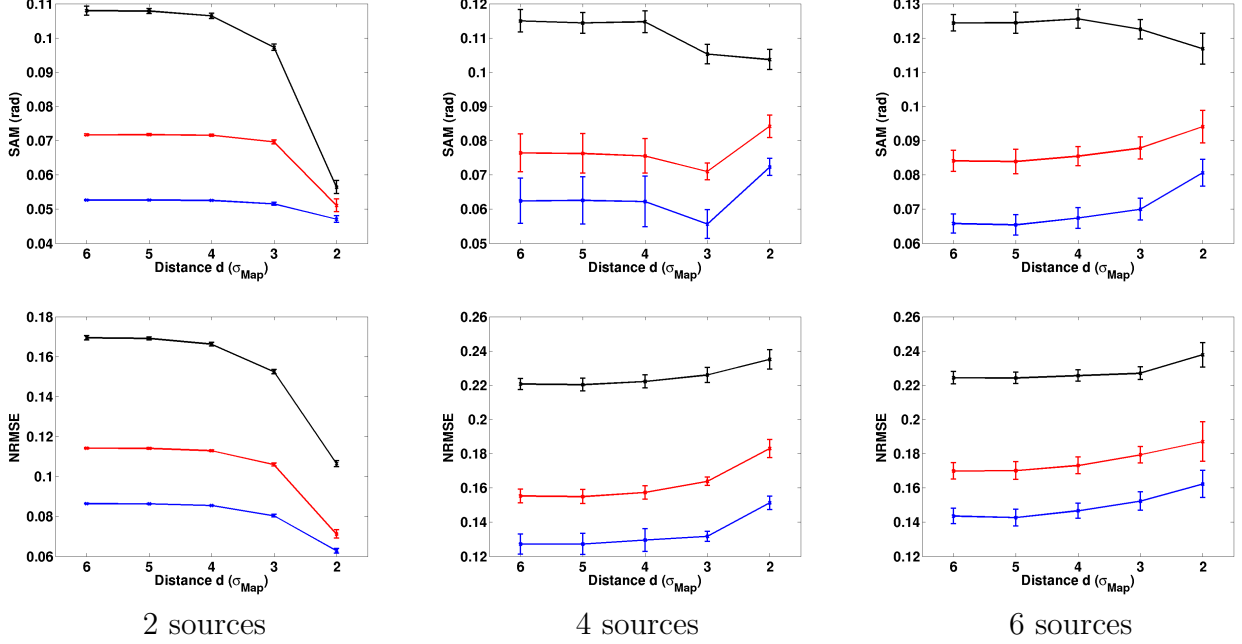 0.11
0.1
0.09
0.08
0.07
0.06
0.05
0.04
SAM (rad)
6 5 4 3 2
Distance d (σMap)
0.12
0.11
0.1
0.09
0.08
0.07
0.06
0.05
SAM (rad)
6 5 4 3 2
Distance d (σMap)
0.13
0.12
0.11
0.1
0.09
0.08
0.07
0.06
SAM (rad)
6 5 4 3 2
Distance d (σMap)
0.18
0.16
0.14
0.12
0.1
0.08
0.06
NRMSE
6 5 4 3 2
Distance d (σMap)
0.26
0.24
0.22
0.2
0.18
0.16
0.14
0.12
NRMSE
6 5 4 3 2
Distance d (σMap)
0.26
0.24
0.22
0.2
0.18
0.16
0.14
0.12
NRMSE
6 5 4 3 2
Distance d (σMap)
2 sources
4 sources
6 sources